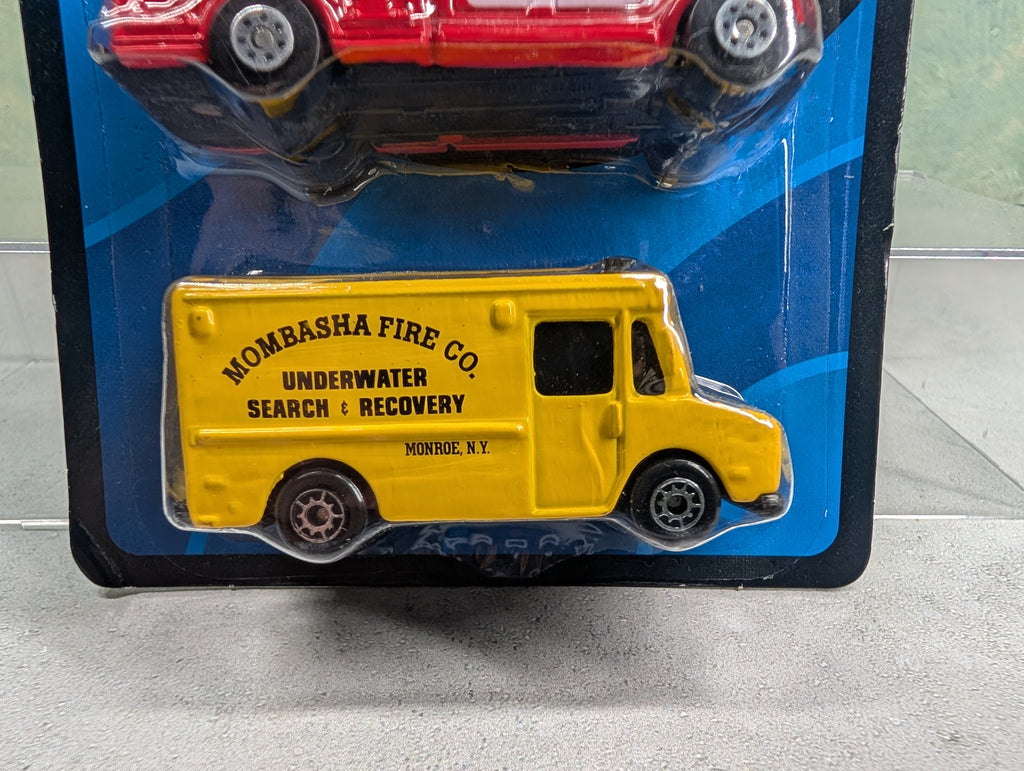 MOMBASHA FIRE CO.
UNDERWATER
SEARCH & RECOVERY
MONROE, N.Y.